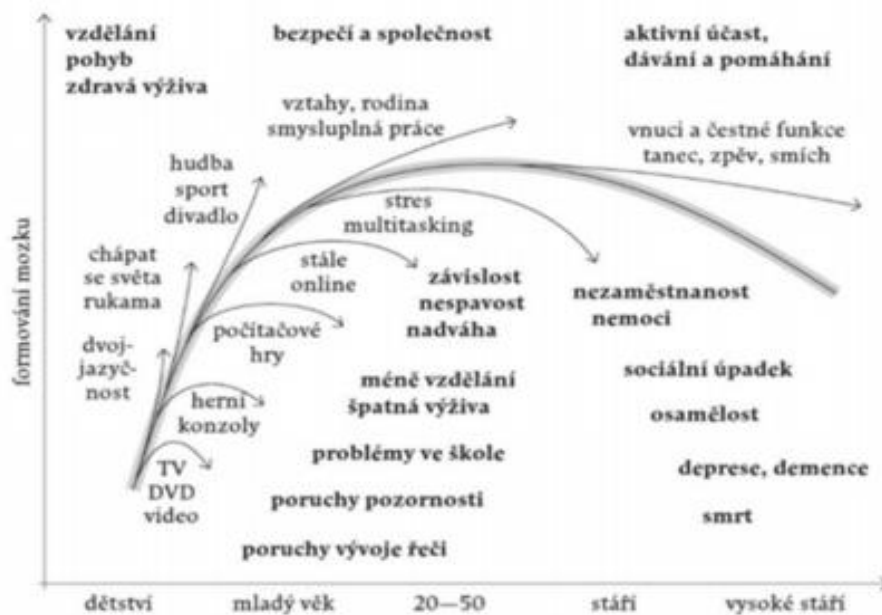 vzdělání
pohyb
zdravá výživa
bezpečí a společnost
aktivní účast,
dávání a pomáhání
vztahy, rodina
smysluplná práce
vnuci a čestné funkce
tanec, zpěv, smích
hudba
sport
divadlo
stres
multitasking
chápat
se světa
rukama
stále
online
závislost
nespavost
nadváha
nezaměstnanost
nemoci
počítačové
hry
dvoj-
jazyč-
nost
méně vzdělání
špatná výživa
sociální úpadek
herní
konzoly
osamělost
problémy ve škole
TV
DVD
video
deprese, demence
poruchy pozornosti
smrt
poruchy vývoje řeči
formování mozku
dětství
mladý věk
20—50
stáří
vysoké stáří